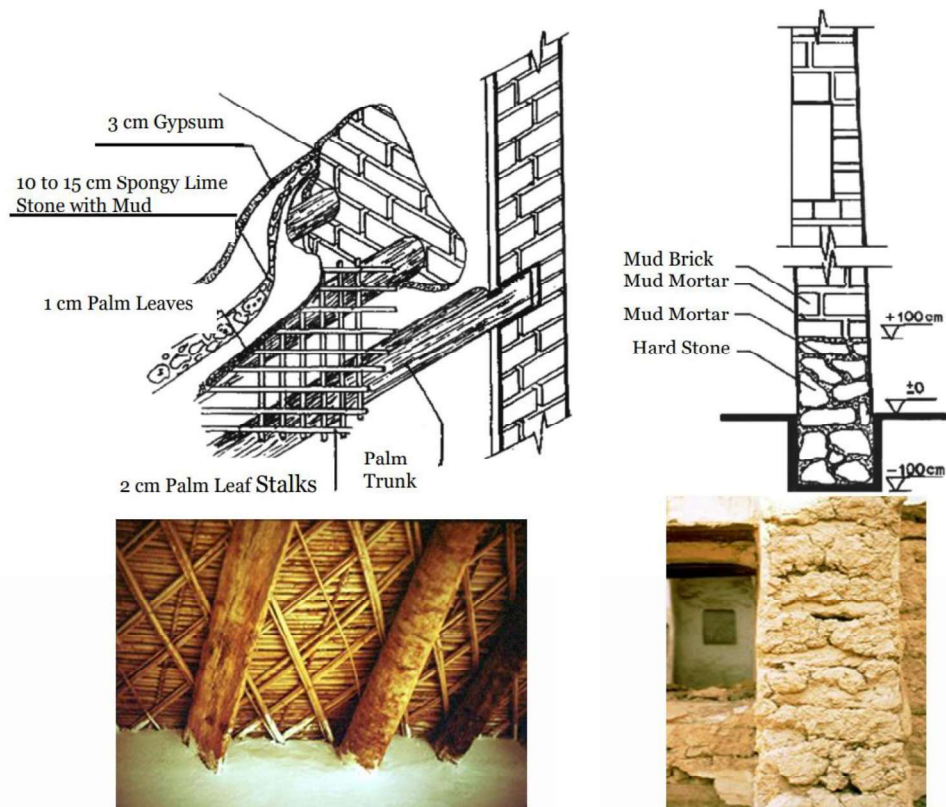 3 cm Gypsum
10 to 15 cm Spongy Lime
Stone with Mud
1 cm Palm Leaves
2 cm Palm Leaf Stalks
Palm
Trunk
Mud Brick
Mud Mortar
Mud Mortar
Hard Stone
+100cm
±0
-100cm